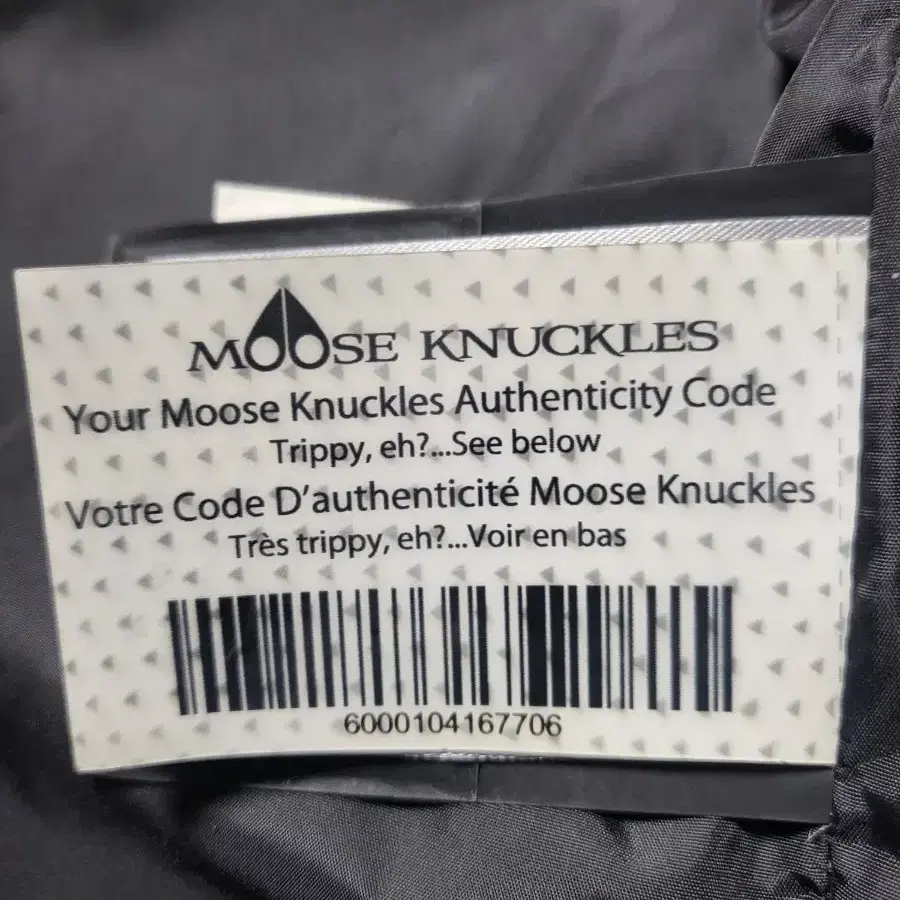 MOOSE KNUCKLES
Your Moose Knuckles Authenticity Code
Trippy, eh?...See below
Votre Code D'authenticité Moose Knuckles
Très trippy, eh?...Voir en bas
6000104167706